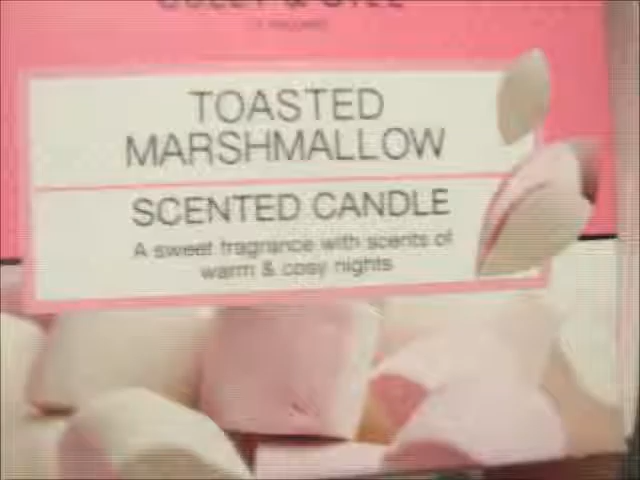 TOASTED
MARSHMALLOW
SCENTED CANDLE
A sweet fragrance with scents of
warm & cosy nights